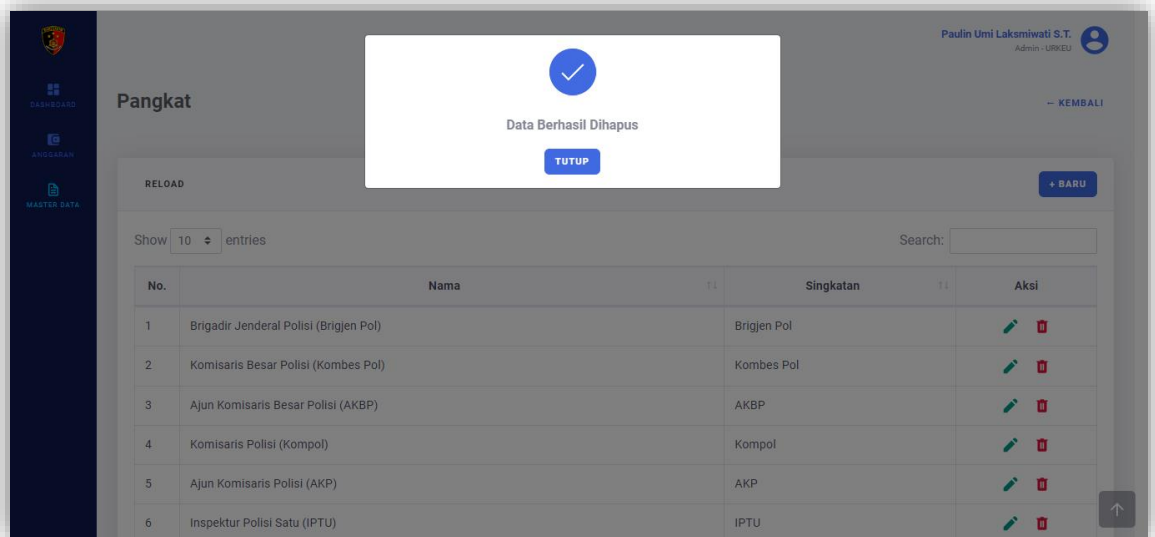 Paulin Umi Laksmiwati S.T.
Admin - URKEU
DASHBOARD
ANGGARAN
MASTER DATA
Pangkat
← KEMBALI
Data Berhasil Dihapus
TUTUP
RELOAD
+ BARU
Show 10 entries
Search:
No. Nama Singkatan Aksi
1 Brigadir Jenderal Polisi (Brigjen Pol) Brigjen Pol
2 Komisaris Besar Polisi (Kombes Pol) Kombes Pol
3 Ajun Komisaris Besar Polisi (AKBP) AKBP
4 Komisaris Polisi (Kompol) Kompol
5 Ajun Komisaris Polisi (AKP) AKP
6 Inspektur Polisi Satu (IPTU) IPTU